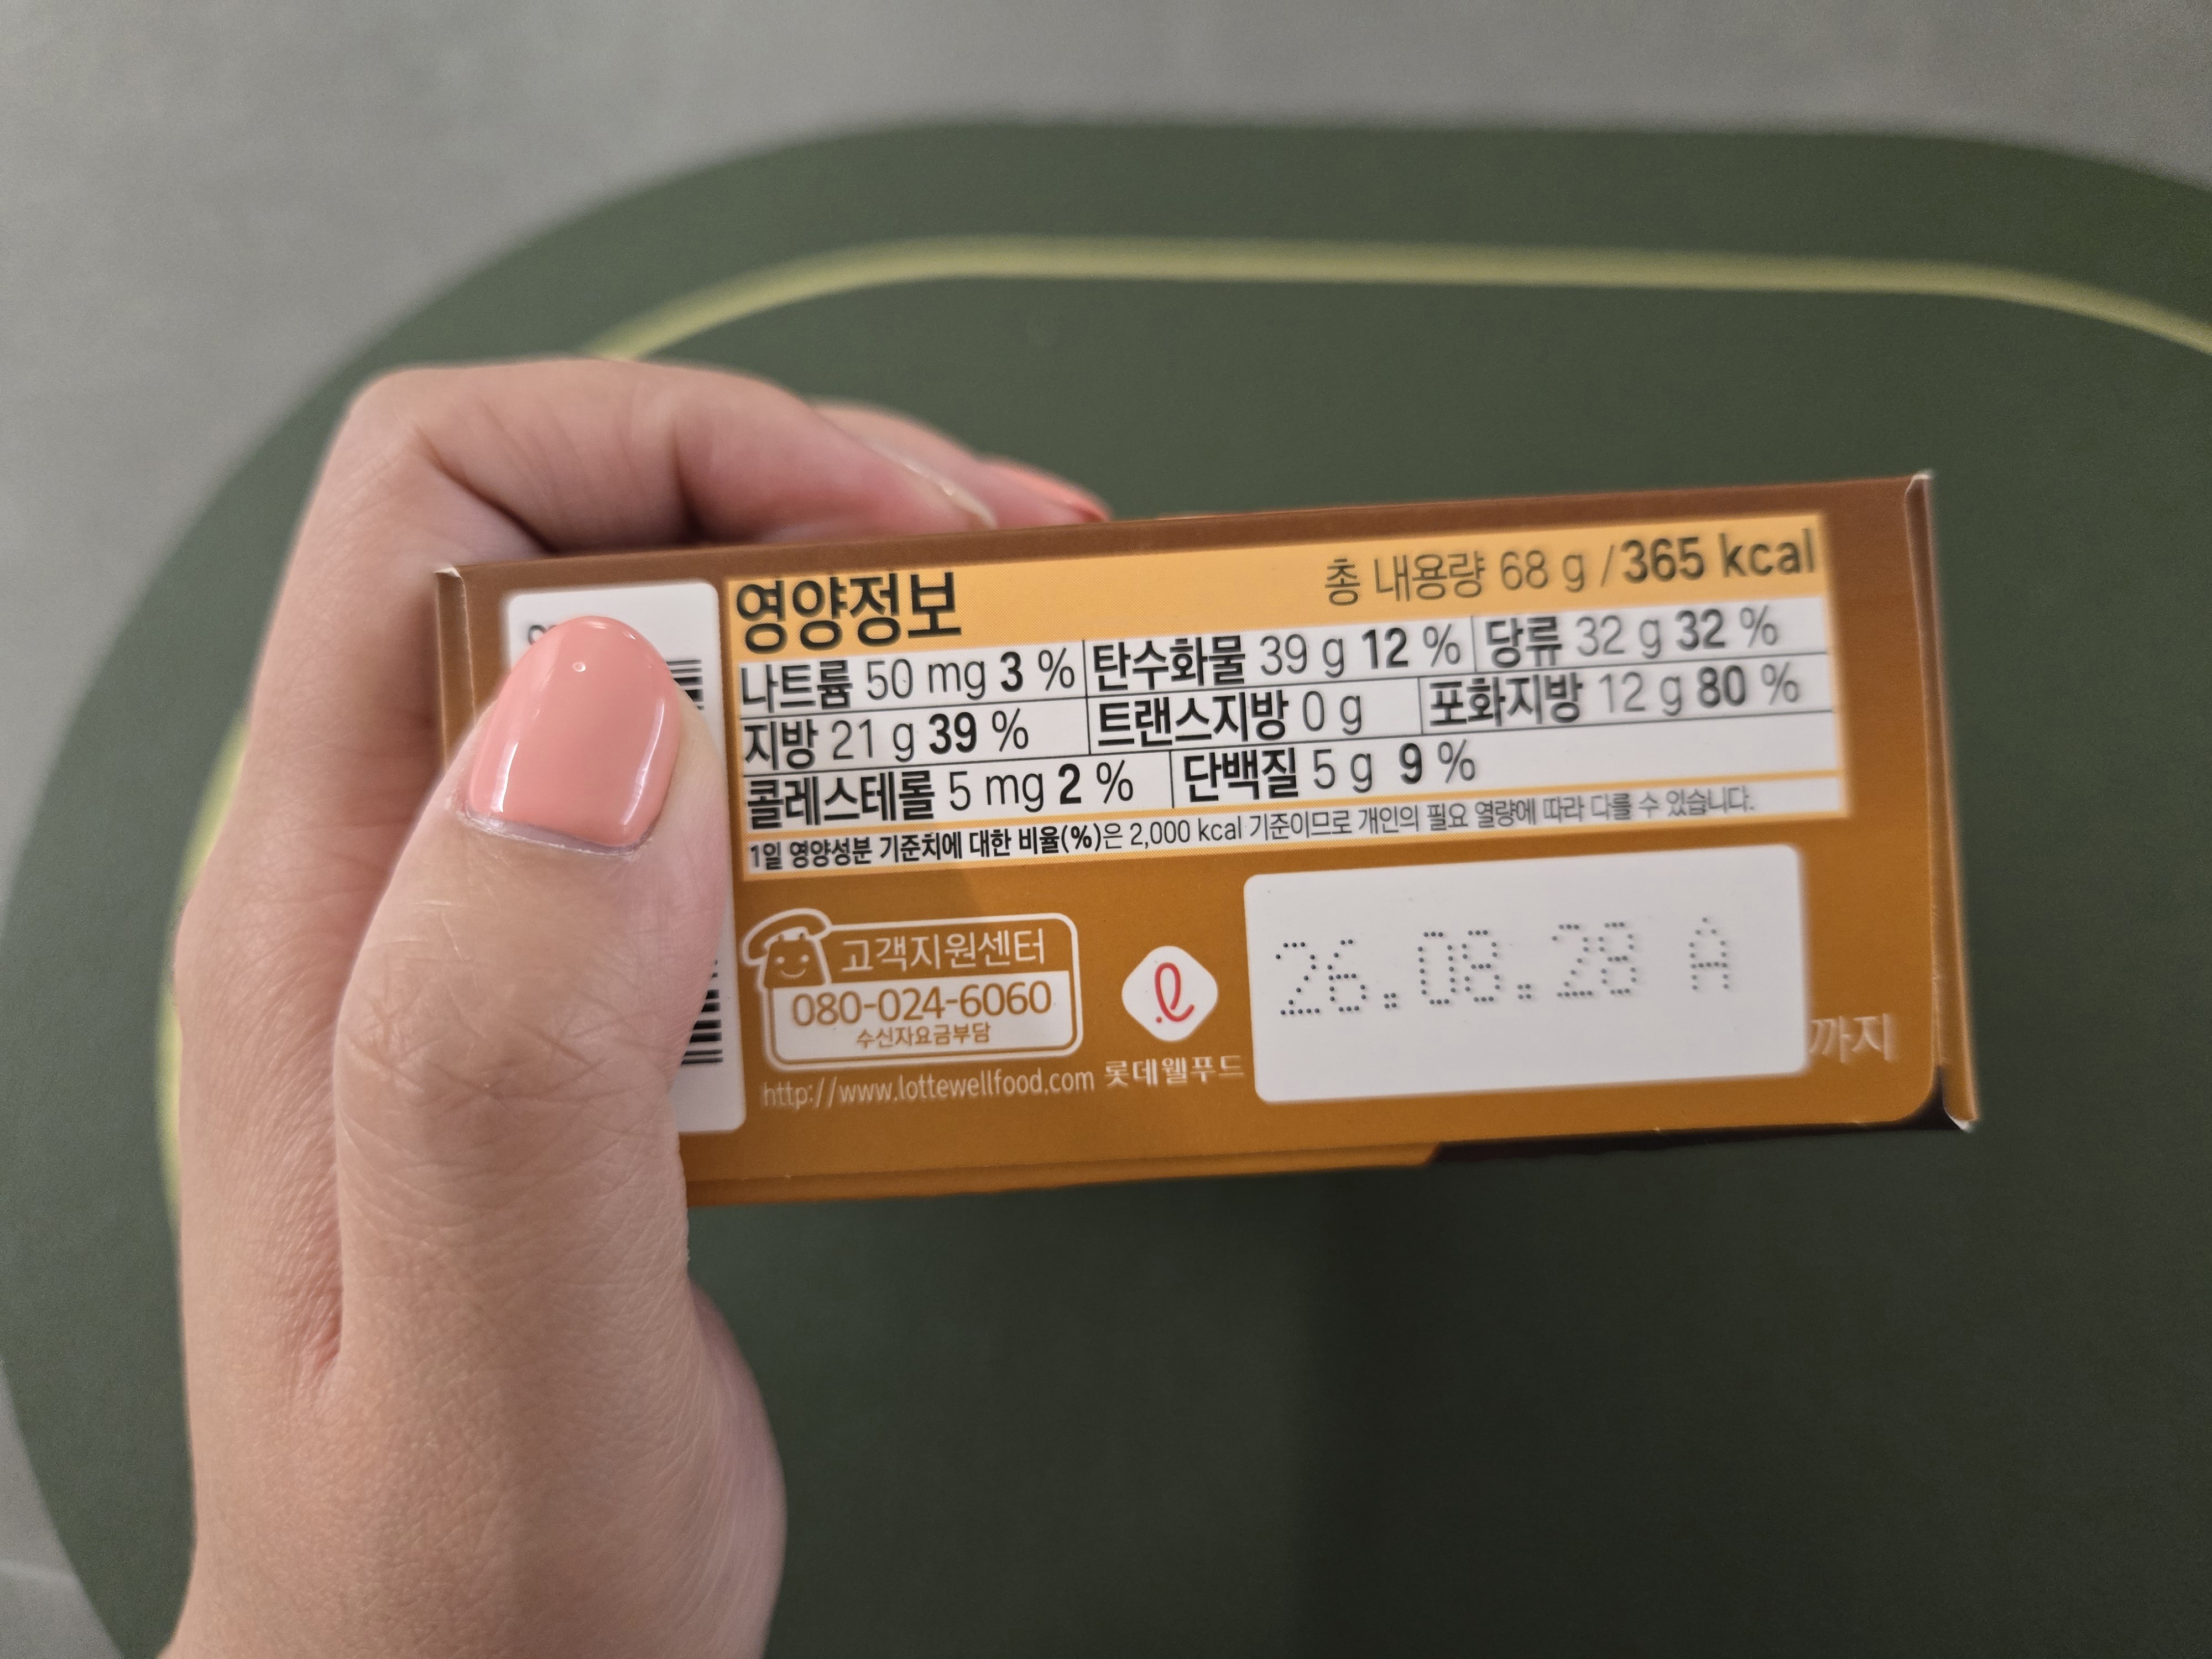 영양정보
총 내용량 68 g /365 kcal
나트륨 50 mg 3 % 탄수화물 39 g 12 % 당류 32 g 32 %
지방 21 g 39 % 트랜스지방 0 g 포화지방 12 g 80 %
콜레스테롤 5 mg 2 % 단백질 5 g 9 %
1일 영양성분 기준치에 대한 비율(%)은 2,000 kcal 기준이므로 개인의 필요 열량에 따라 다를 수 있습니다.
고객지원센터
080-024-6060
수신자요금부담
http://www.lottewellfood.com
롯데웰푸드
26.08.28 A
까지